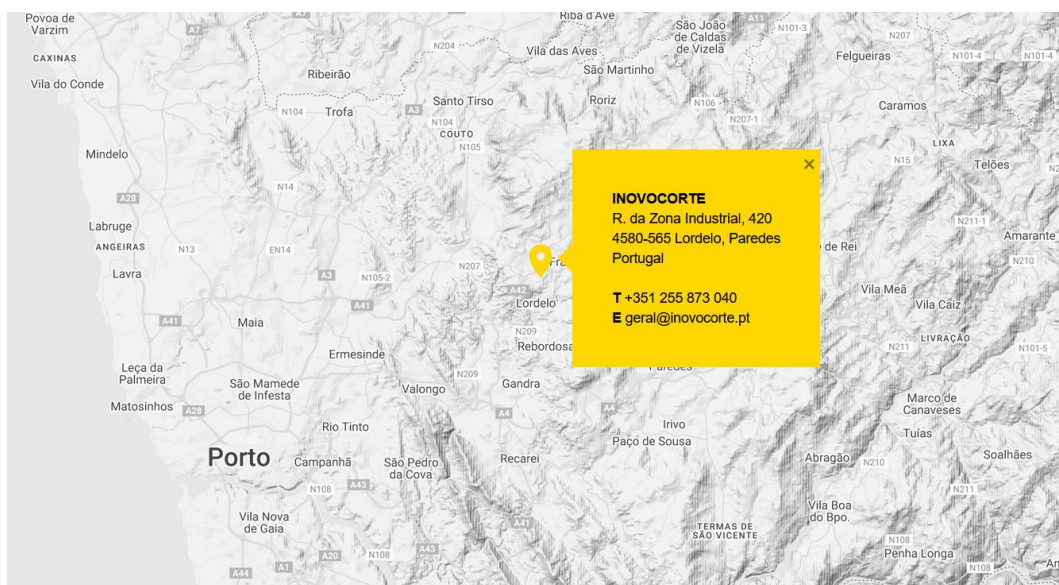 Povoa de
Varzim
A7
A7
Riba d'Ave
São João
de Caldas
de Vizela
A11
N101-3
N207
CAXINAS
N204
Vila das Aves
Felgueiras
N101-4
N101-4
Vila do Conde
Ribeirão
São Martinho
Santo Tirso
Roriz
N106
Caramos
N104
Trofa
A3
N104
COUTO
N207-1
LIXA
N105
Mindelo
N15
Telões
N14
A28
INOVOCORTE
R. da Zona Industrial, 420
4580-565 Lordelo, Paredes
Portugal
T +351 255 873 040
E geral@inovocorte.pt
Labruge
N211-1
ANGEIRAS
N13
EN14
de Rei
Amarante
N210
Lavra
A3
N105-2
N207
A42
Vila Meã
Lordelo
Vila Caiz
A4
A41
A41
Maia
N209
LIVRAÇÃO
Ermesinde
Rebordosa
N211
N101-5
Leça da
Palmeira
N209
Paredes
São Mamede
de Infesta
Valongo
Gandra
Marco de
Canaveses
Matosinhos
A28
A4
A4
Rio Tinto
Irivo
Tuías
Porto
Campanhã
São Pedro
da Cova
Recarei
Paço de Sousa
Abragão
N210
Soalhães
N108
A43
N211
Vila Nova
de Gaia
A41
Vila Boa
do Bpo.
TERMAS DE
SÃO VICENTE
A20
N108
A43
N108
Penha Longa
A44
A1
N108